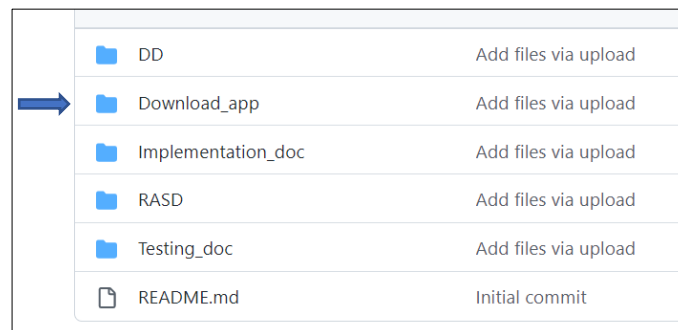 DD Add files via upload
Download_app Add files via upload
Implementation_doc Add files via upload
RASD Add files via upload
Testing_doc Add files via upload
README.md Initial commit